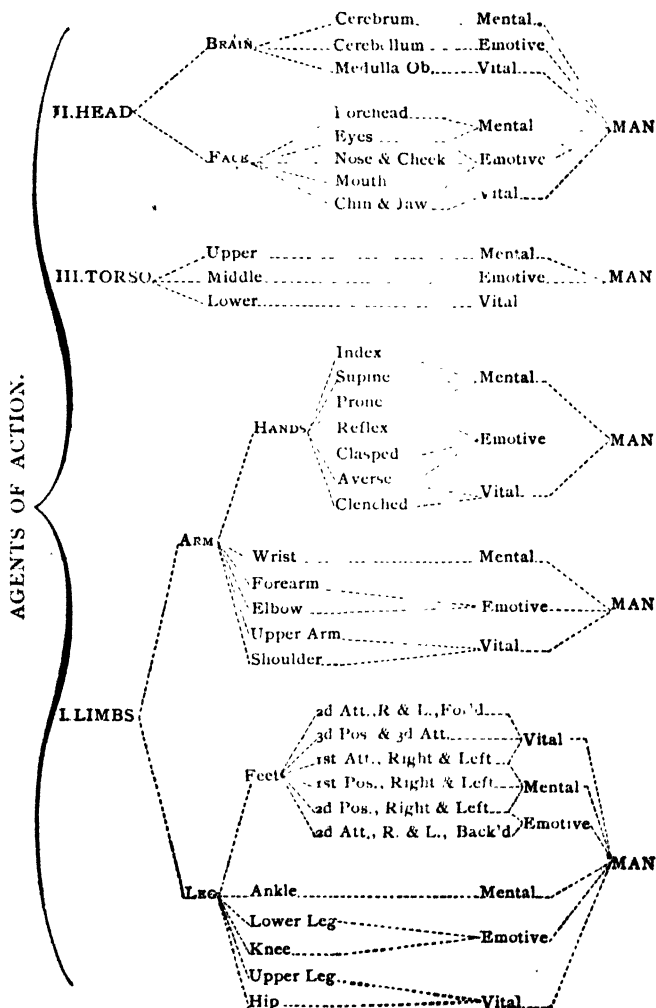 Cerebrum Mental
BRAIN Cerebellum Emotive
Medulla Ob. Vital
II. HEAD MAN
Forehead
Eyes Mental
FACE Nose & Cheek Emotive
Mouth
Chin & Jaw Vital
Upper Mental
III. TORSO Middle Emotive MAN
Lower Vital
AGENTS OF ACTION.
Index
Supine Mental
Prone
HANDS Reflex
Clasped Emotive MAN
Averse
Clenched Vital
ARM
Wrist Mental
Forearm
Elbow Emotive MAN
Upper Arm
Shoulder Vital
I. LIMBS
2d Att., R & L., For'd
3d Pos. & 3d Att. Vital
1st Att., Right & Left
Feet 1st Pos., Right & Left Mental
2d Pos., Right & Left
2d Att., R. & L., Back'd Emotive
MAN
LEG Ankle Mental
Lower Leg
Knee Emotive
Upper Leg
Hip Vital